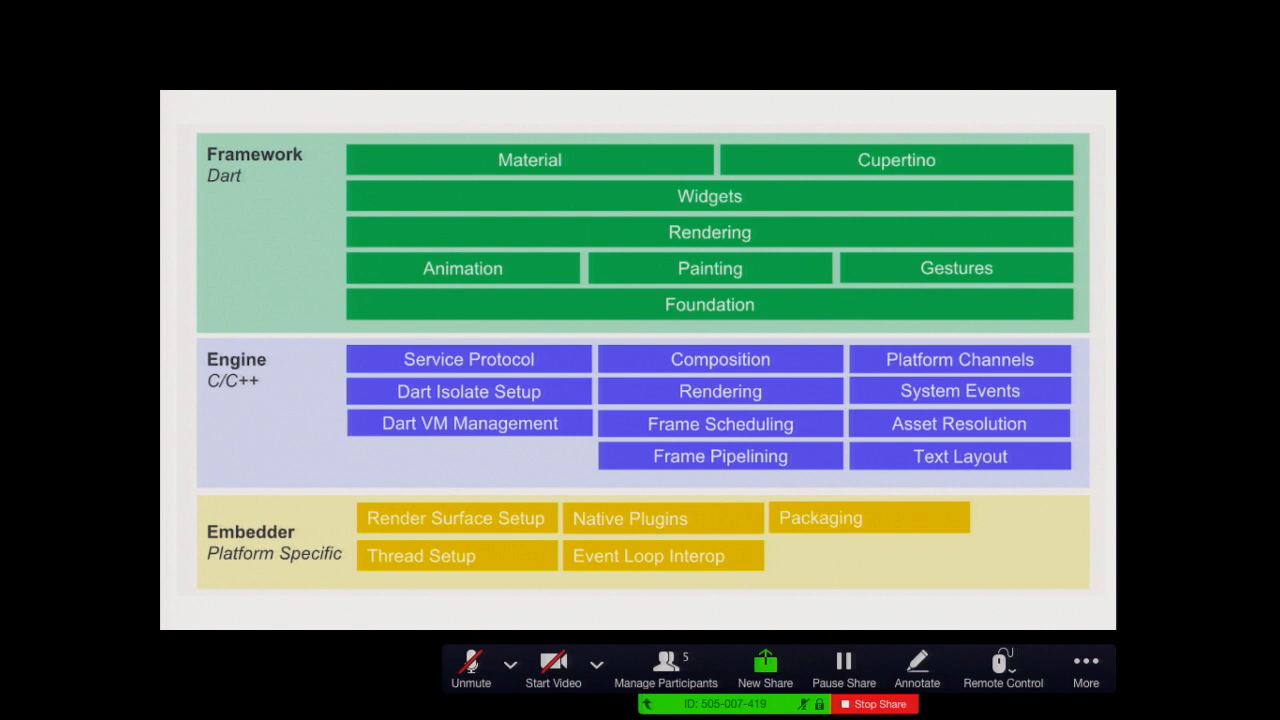 Framework
Dart
Material
Cupertino
Widgets
Rendering
Animation
Painting
Gestures
Foundation
Engine
C/C++
Service Protocol
Composition
Platform Channels
Dart Isolate Setup
Rendering
System Events
Dart VM Management
Frame Scheduling
Asset Resolution
Frame Pipelining
Text Layout
Embedder
Platform Specific
Render Surface Setup
Native Plugins
Packaging
Thread Setup
Event Loop Interop
Unmute
Start Video
5
Manage Participants
New Share
Pause Share
Annotate
Remote Control
More
ID: 505-007-419
Stop Share